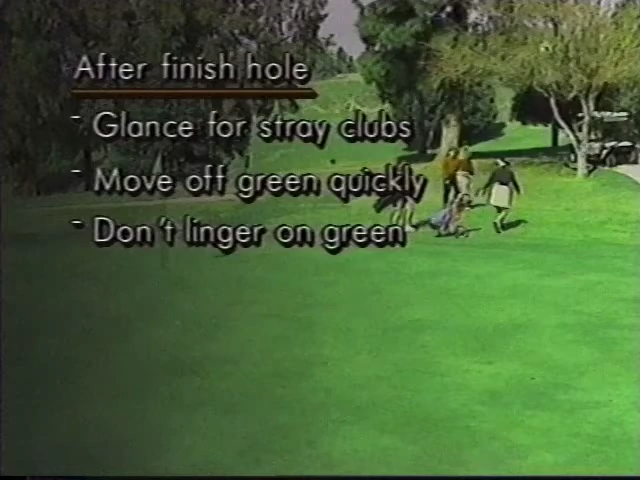 After finish hole
- Glance for stray clubs
- Move off green quickly
- Don't linger on green